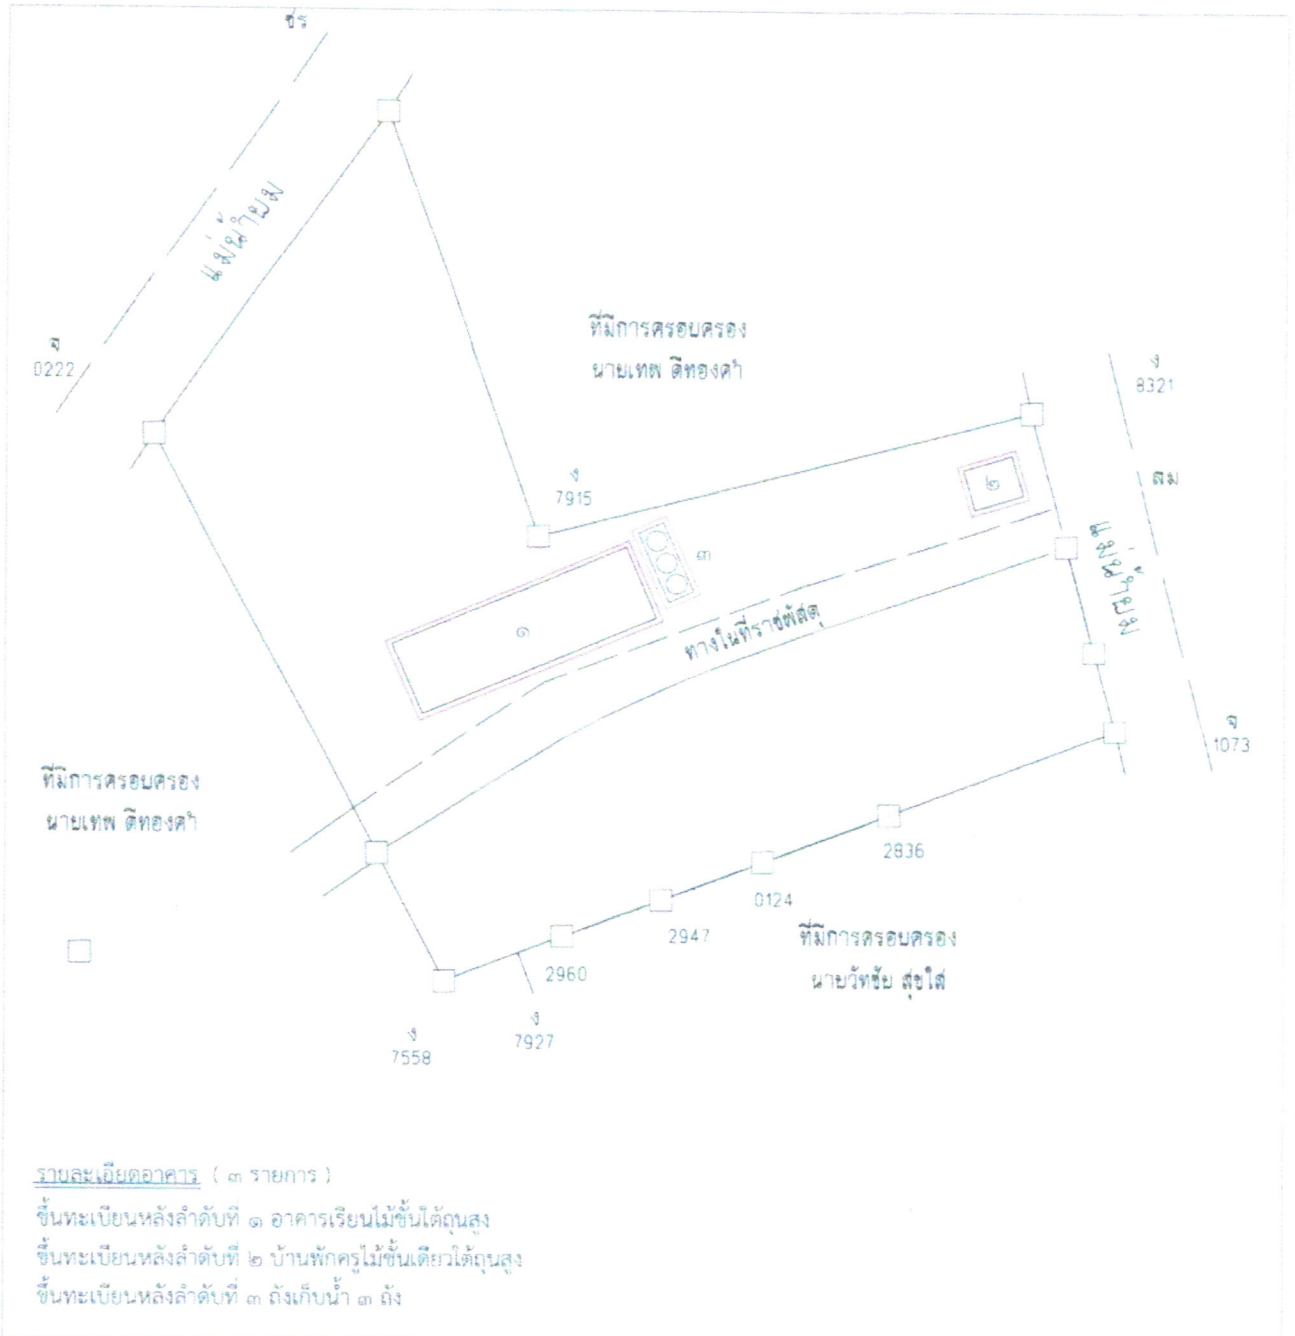 ชร
แม่น้ำยม
จ
0222
ที่มีการครอบครอง
นายเทพ ดีทองคำ
ง
8321
ง
7915
๒
สม
๓
แม่น้ำยม
๑
ทางในที่ราชพัสดุ
จ
1073
ที่มีการครอบครอง
นายเทพ ดีทองคำ
2836
0124
2947
ที่มีการครอบครอง
นายวัทชัย สุขใส
2960
ง
7927
ง
7558
รายละเอียดอาคาร ( ๓ รายการ )
ขึ้นทะเบียนหลังลำดับที่ ๑ อาคารเรียนไม้ชั้นใต้ถุนสูง
ขึ้นทะเบียนหลังลำดับที่ ๒ บ้านพักครูไม้ชั้นเดียวใต้ถุนสูง
ขึ้นทะเบียนหลังลำดับที่ ๓ ถังเก็บน้ำ ๓ ถัง